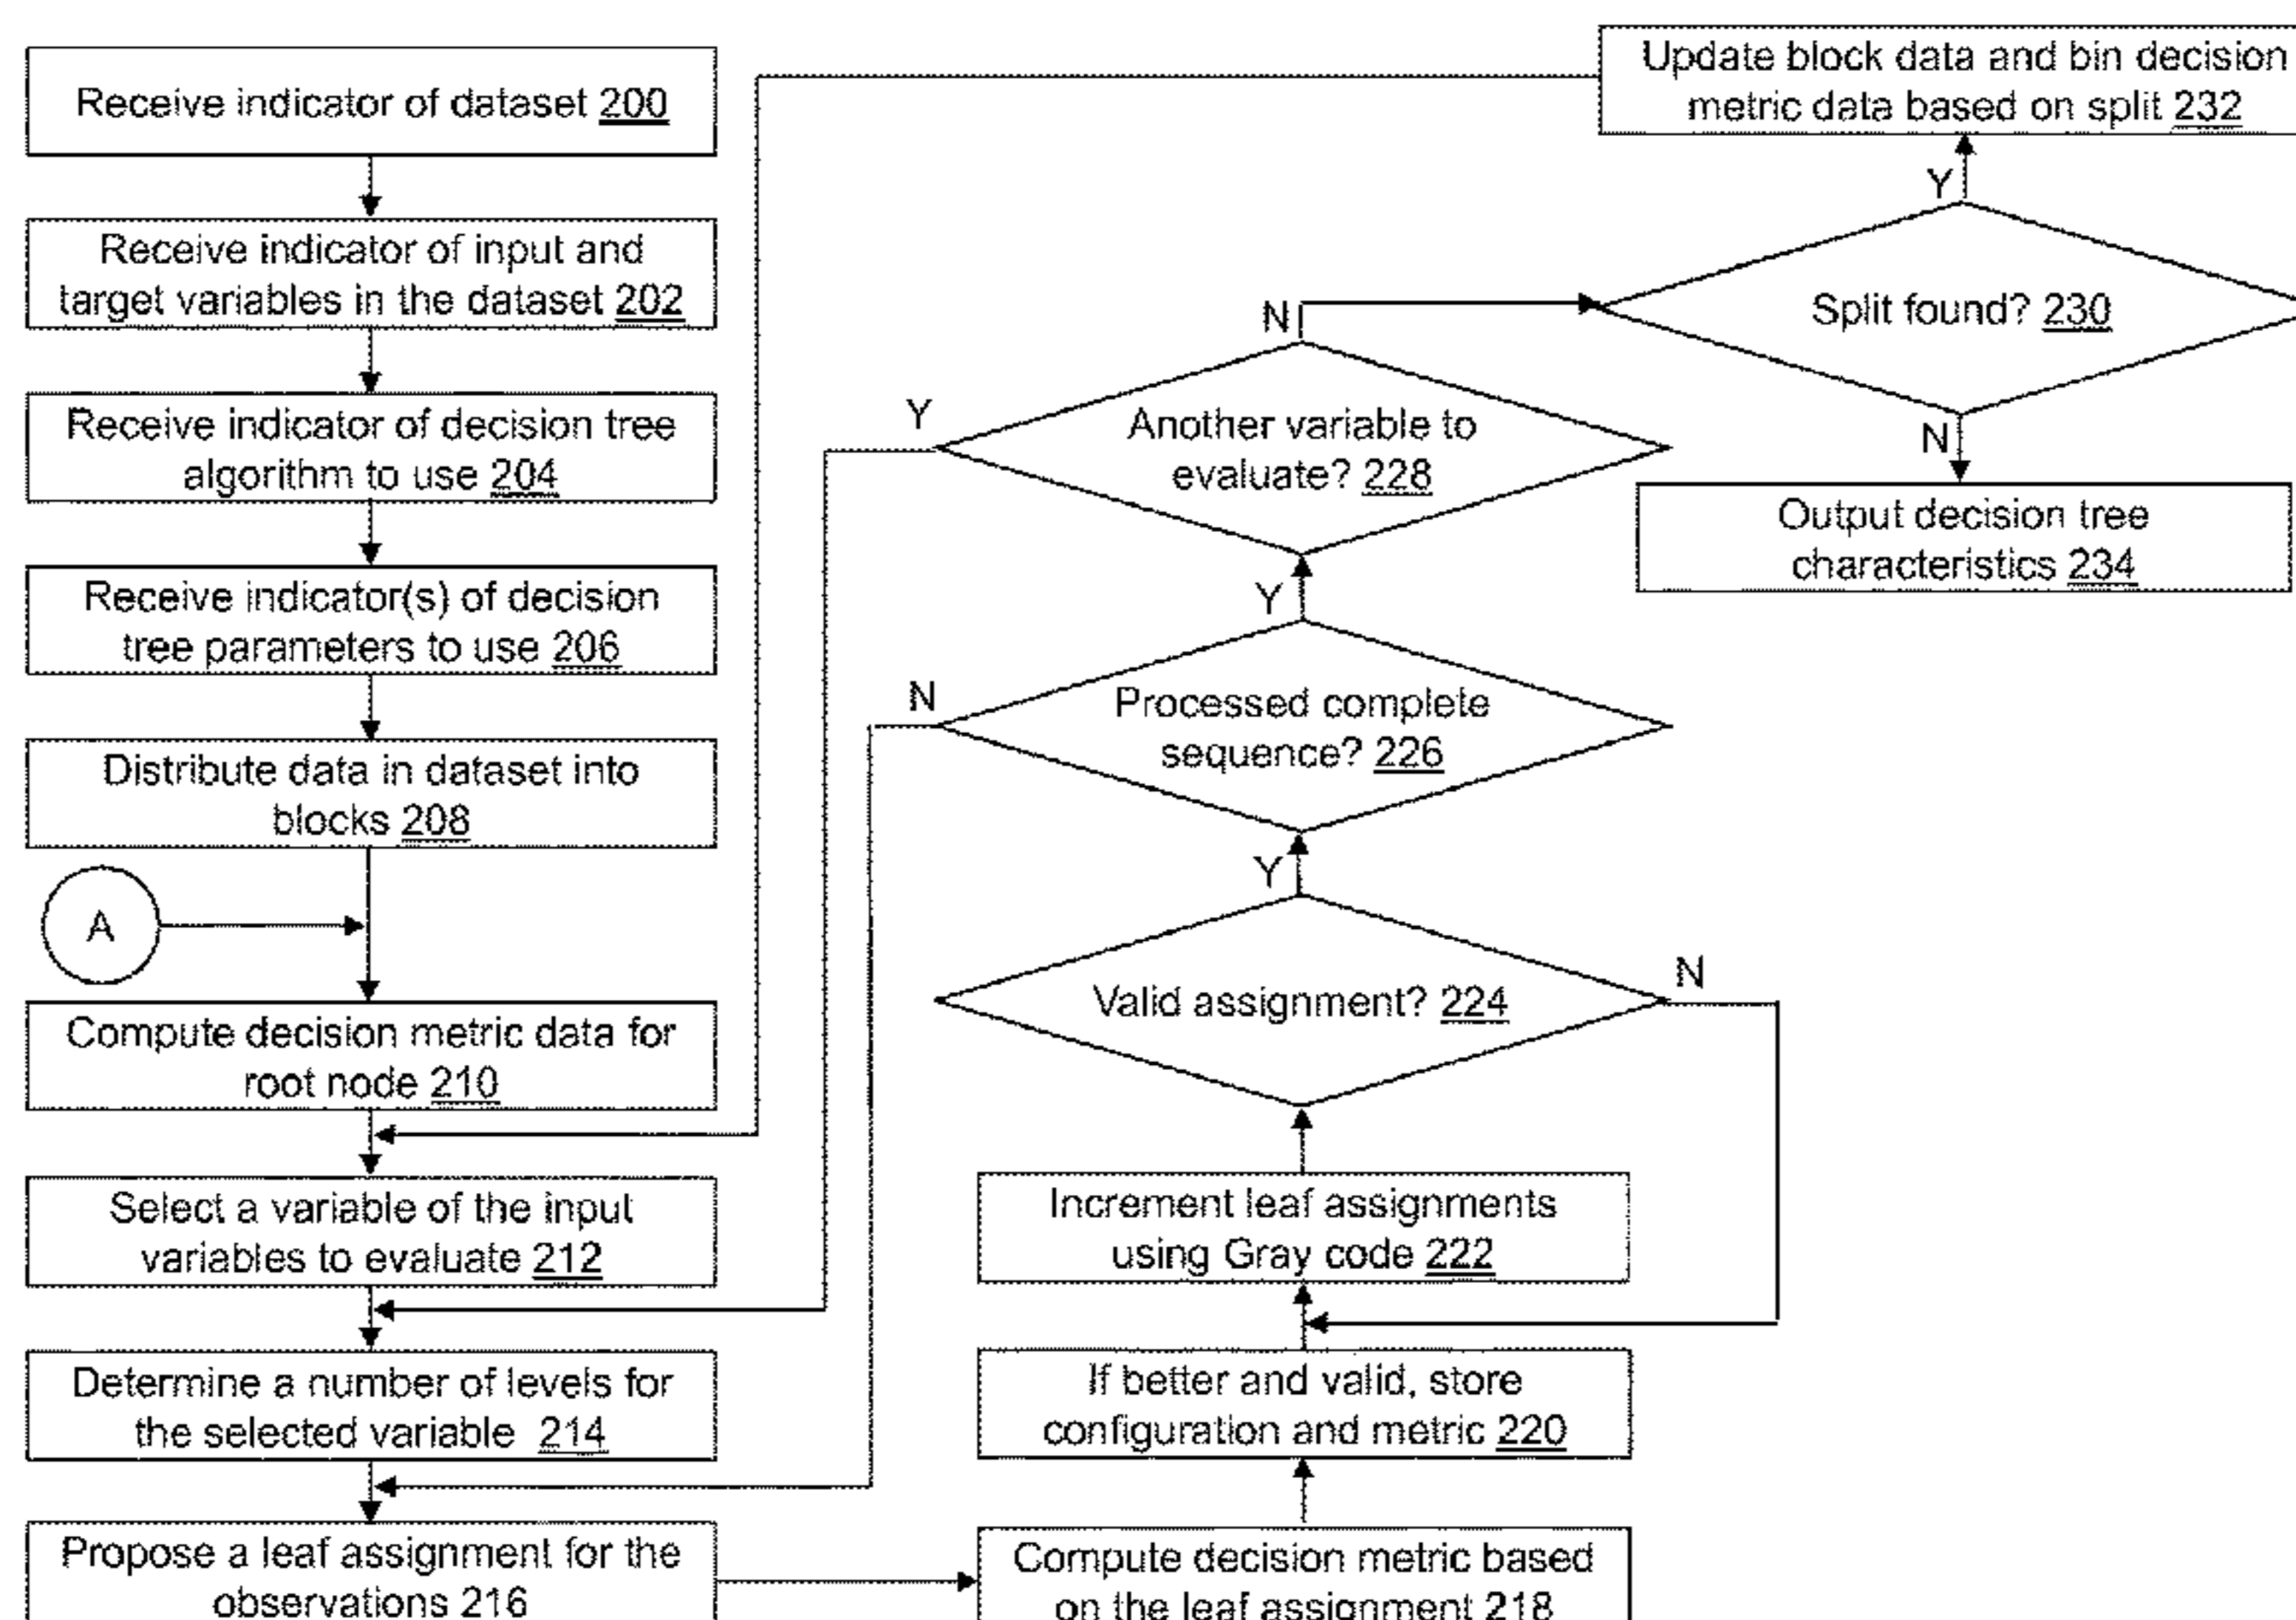 Receive indicator of dataset 200
Receive indicator of input and
target variables in the dataset 202
Receive indicator of decision tree
algorithm to use 204
Receive indicator(s) of decision
tree parameters to use 206
Distribute data in dataset into
blocks 208
A
Compute decision metric data for
root node 210
Select a variable of the input
variables to evaluate 212
Determine a number of levels for
the selected variable 214
Propose a leaf assignment for the
observations 216
Compute decision metric based
on the leaf assignment 218
If better and valid, store
configuration and metric 220
Increment leaf assignments
using Gray code 222
Valid assignment? 224
N
Y
Processed complete
sequence? 226
N
Y
Another variable to
evaluate? 228
Y
N
Split found? 230
Y
N
Update block data and bin decision
metric data based on split 232
Output decision tree
characteristics 234